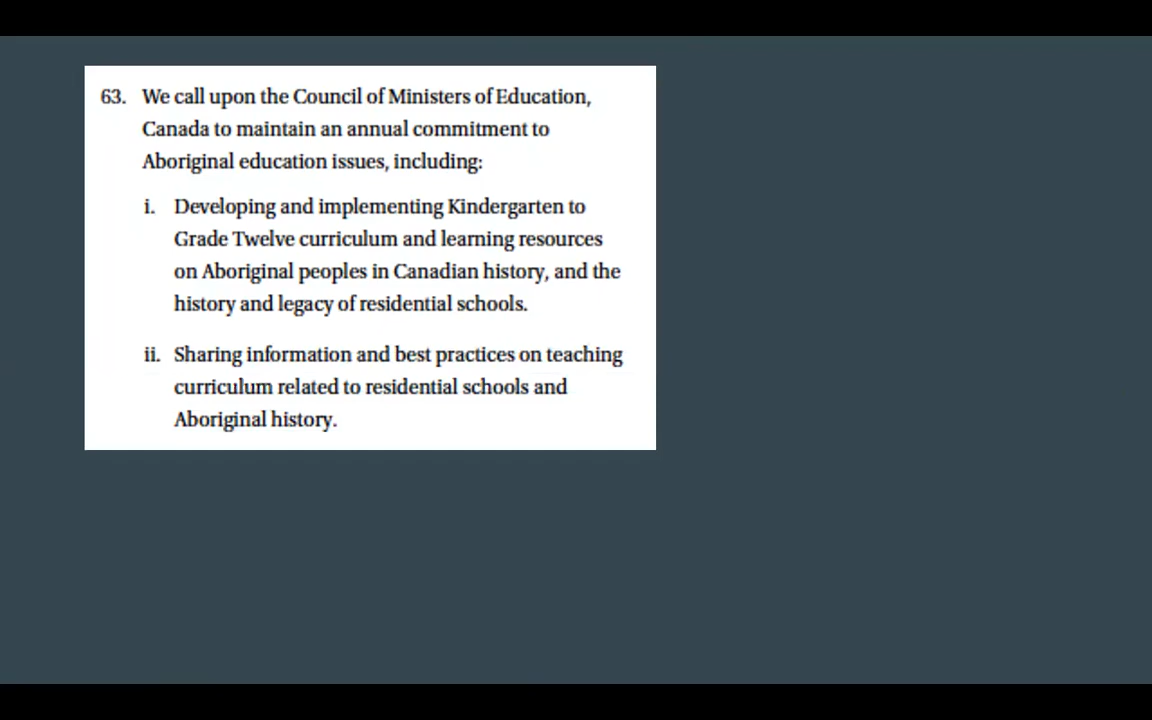 63. We call upon the Council of Ministers of Education,
Canada to maintain an annual commitment to
Aboriginal education issues, including:
i. Developing and implementing Kindergarten to
Grade Twelve curriculum and learning resources
on Aboriginal peoples in Canadian history, and the
history and legacy of residential schools.
ii. Sharing information and best practices on teaching
curriculum related to residential schools and
Aboriginal history.